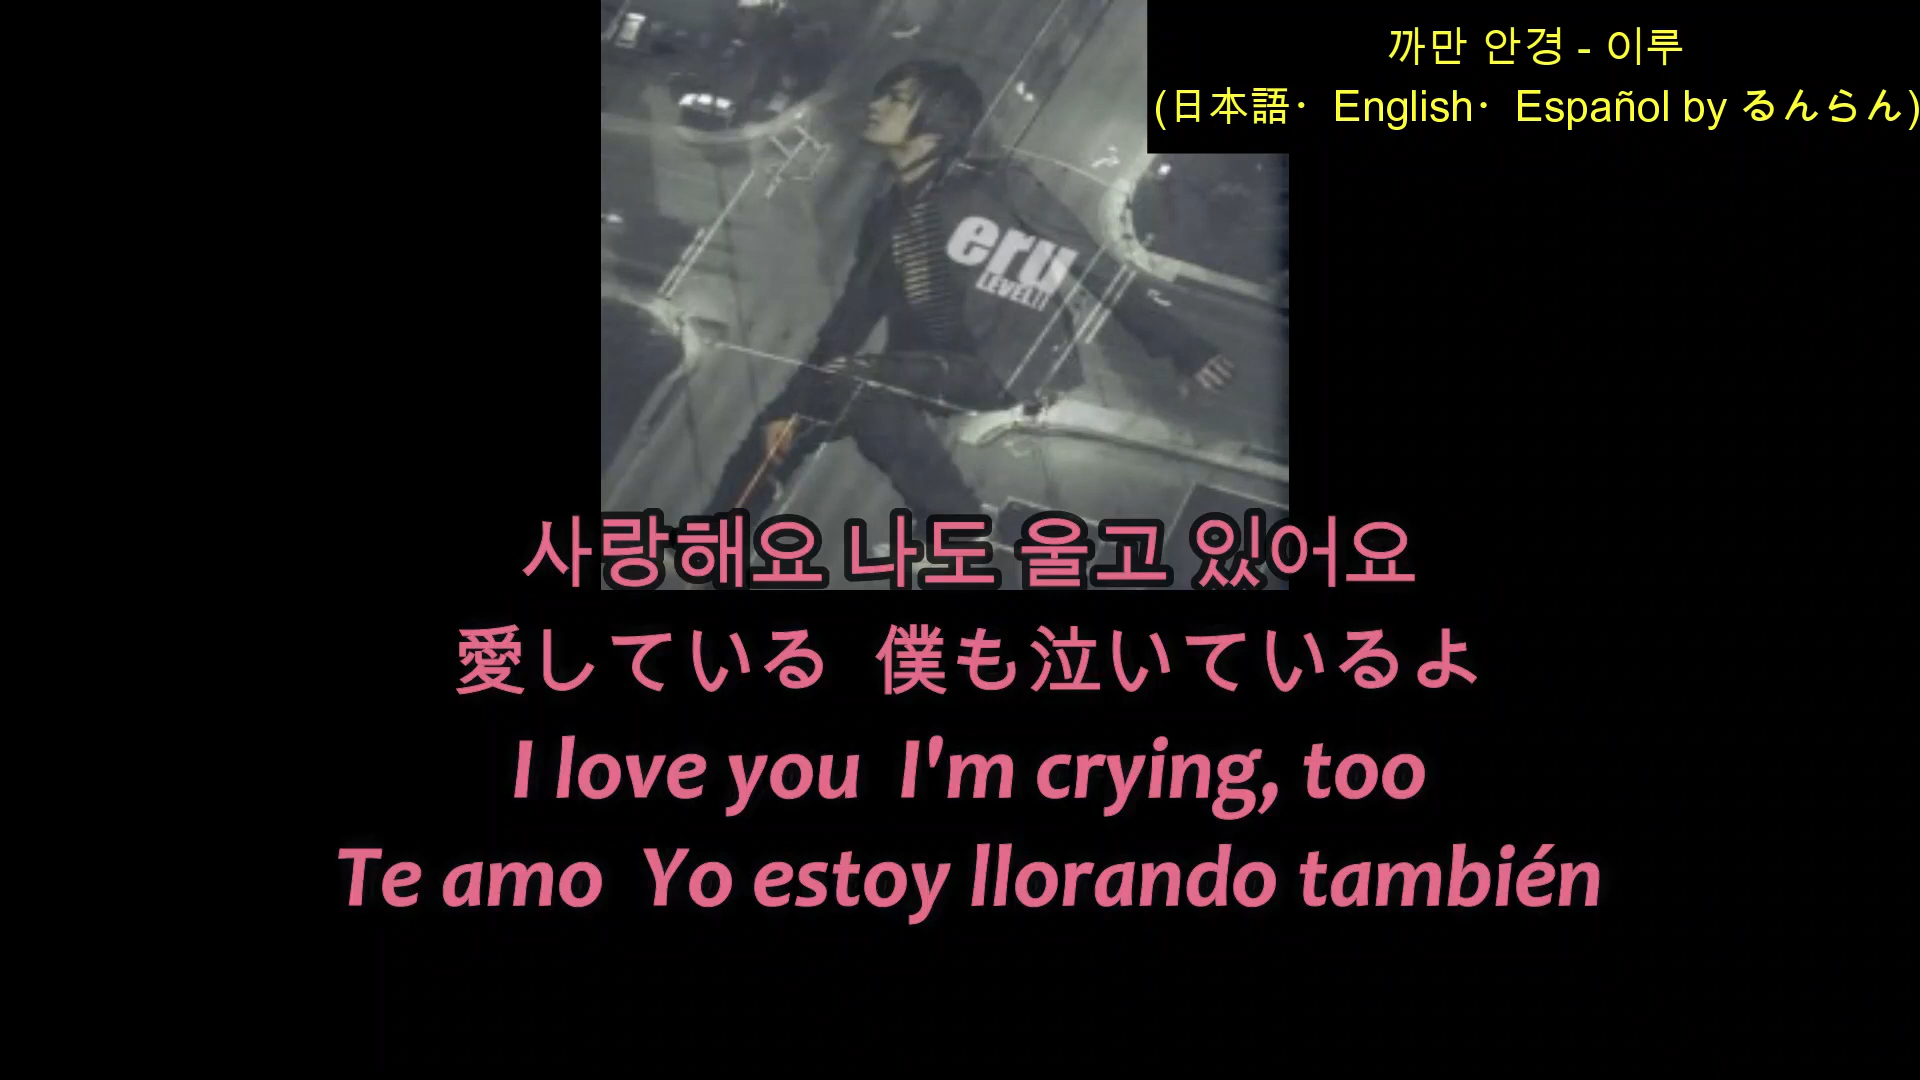 까만 안경 - 이루
(日本語・English・Español by るんらん)
eru
LEVEL II
사랑해요 나도 울고 있어요
愛している 僕も泣いているよ
I love you I'm crying, too
Te amo Yo estoy llorando también